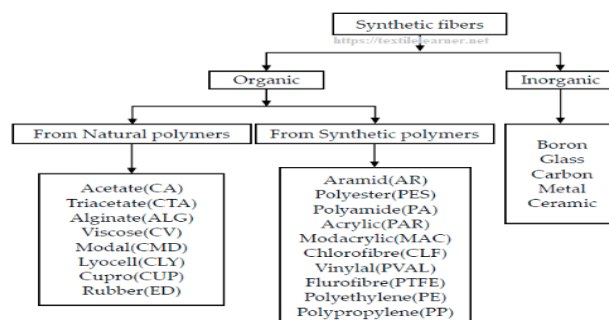 Synthetic fibers
https://textilelearner.net
Organic
Inorganic
From Natural polymers
From Synthetic polymers
Acetate(CA)
Triacetate(CTA)
Alginate(ALG)
Viscose(CV)
Modal(CMD)
Lyocell(CLY)
Cupro(CUP)
Rubber(ED)
Aramid(AR)
Polyester(PES)
Polyamide(PA)
Acrylic(PAR)
Modacrylic(MAC)
Chlorofibre(CLF)
Vinylal(PVAL)
Flurofibre(PTFE)
Polyethylene(PE)
Polypropylene(PP)
Boron
Glass
Carbon
Metal
Ceramic